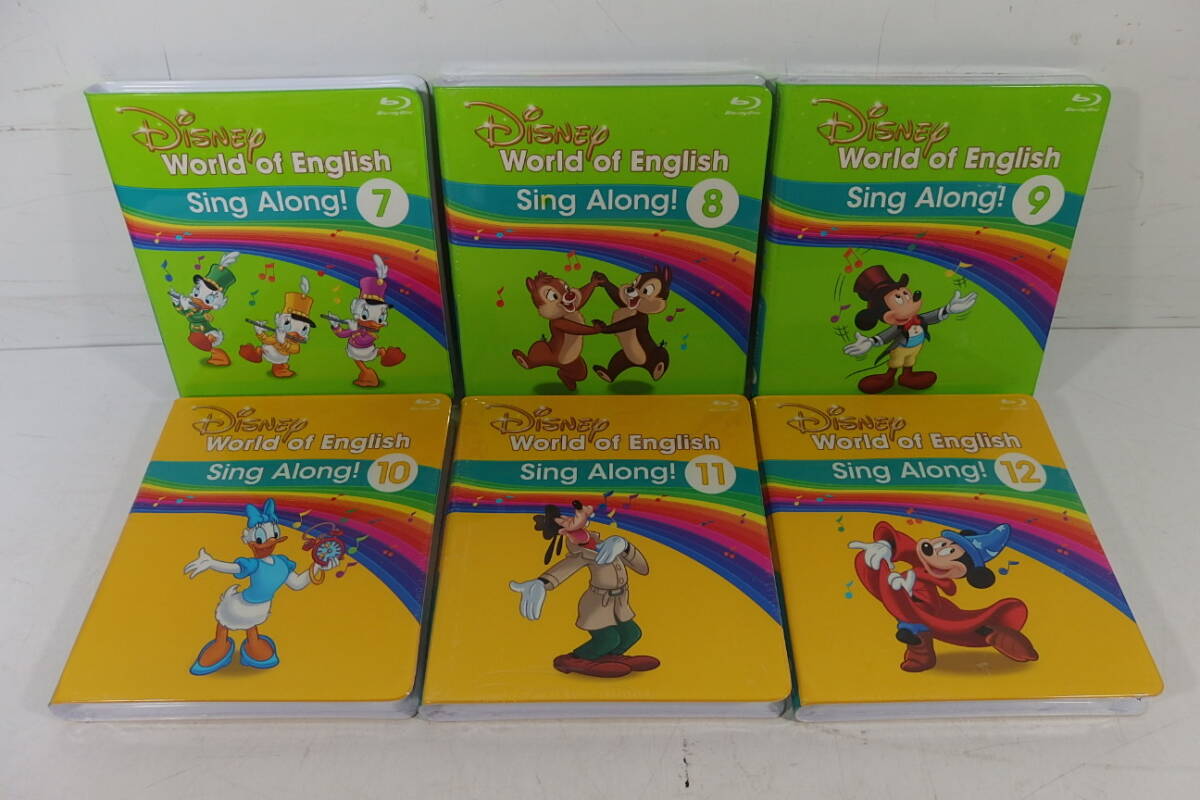 Blu-ray Disc
Disney
World of English
Sing Along! 7
Blu-ray Disc
Disney
World of English
Sing Along! 8
Blu-ray Disc
Disney
World of English
Sing Along! 9
Disney
World of English
Sing Along! 10
Disney
World of English
Sing Along! 11
Disney
World of English
Sing Along! 12